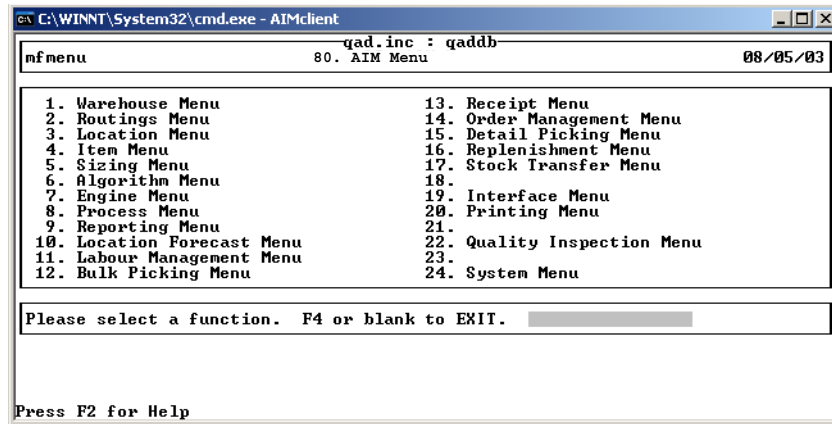 C:\WINNT\System32\cmd.exe - AIMclient
qad.inc : qaddb
mfmenu 80. AIM Menu 08/05/03
1. Warehouse Menu 13. Receipt Menu
2. Routings Menu 14. Order Management Menu
3. Location Menu 15. Detail Picking Menu
4. Item Menu 16. Replenishment Menu
5. Sizing Menu 17. Stock Transfer Menu
6. Algorithm Menu 18.
7. Engine Menu 19. Interface Menu
8. Process Menu 20. Printing Menu
9. Reporting Menu 21.
10. Location Forecast Menu 22. Quality Inspection Menu
11. Labour Management Menu 23.
12. Bulk Picking Menu 24. System Menu
Please select a function. F4 or blank to EXIT.
Press F2 for Help